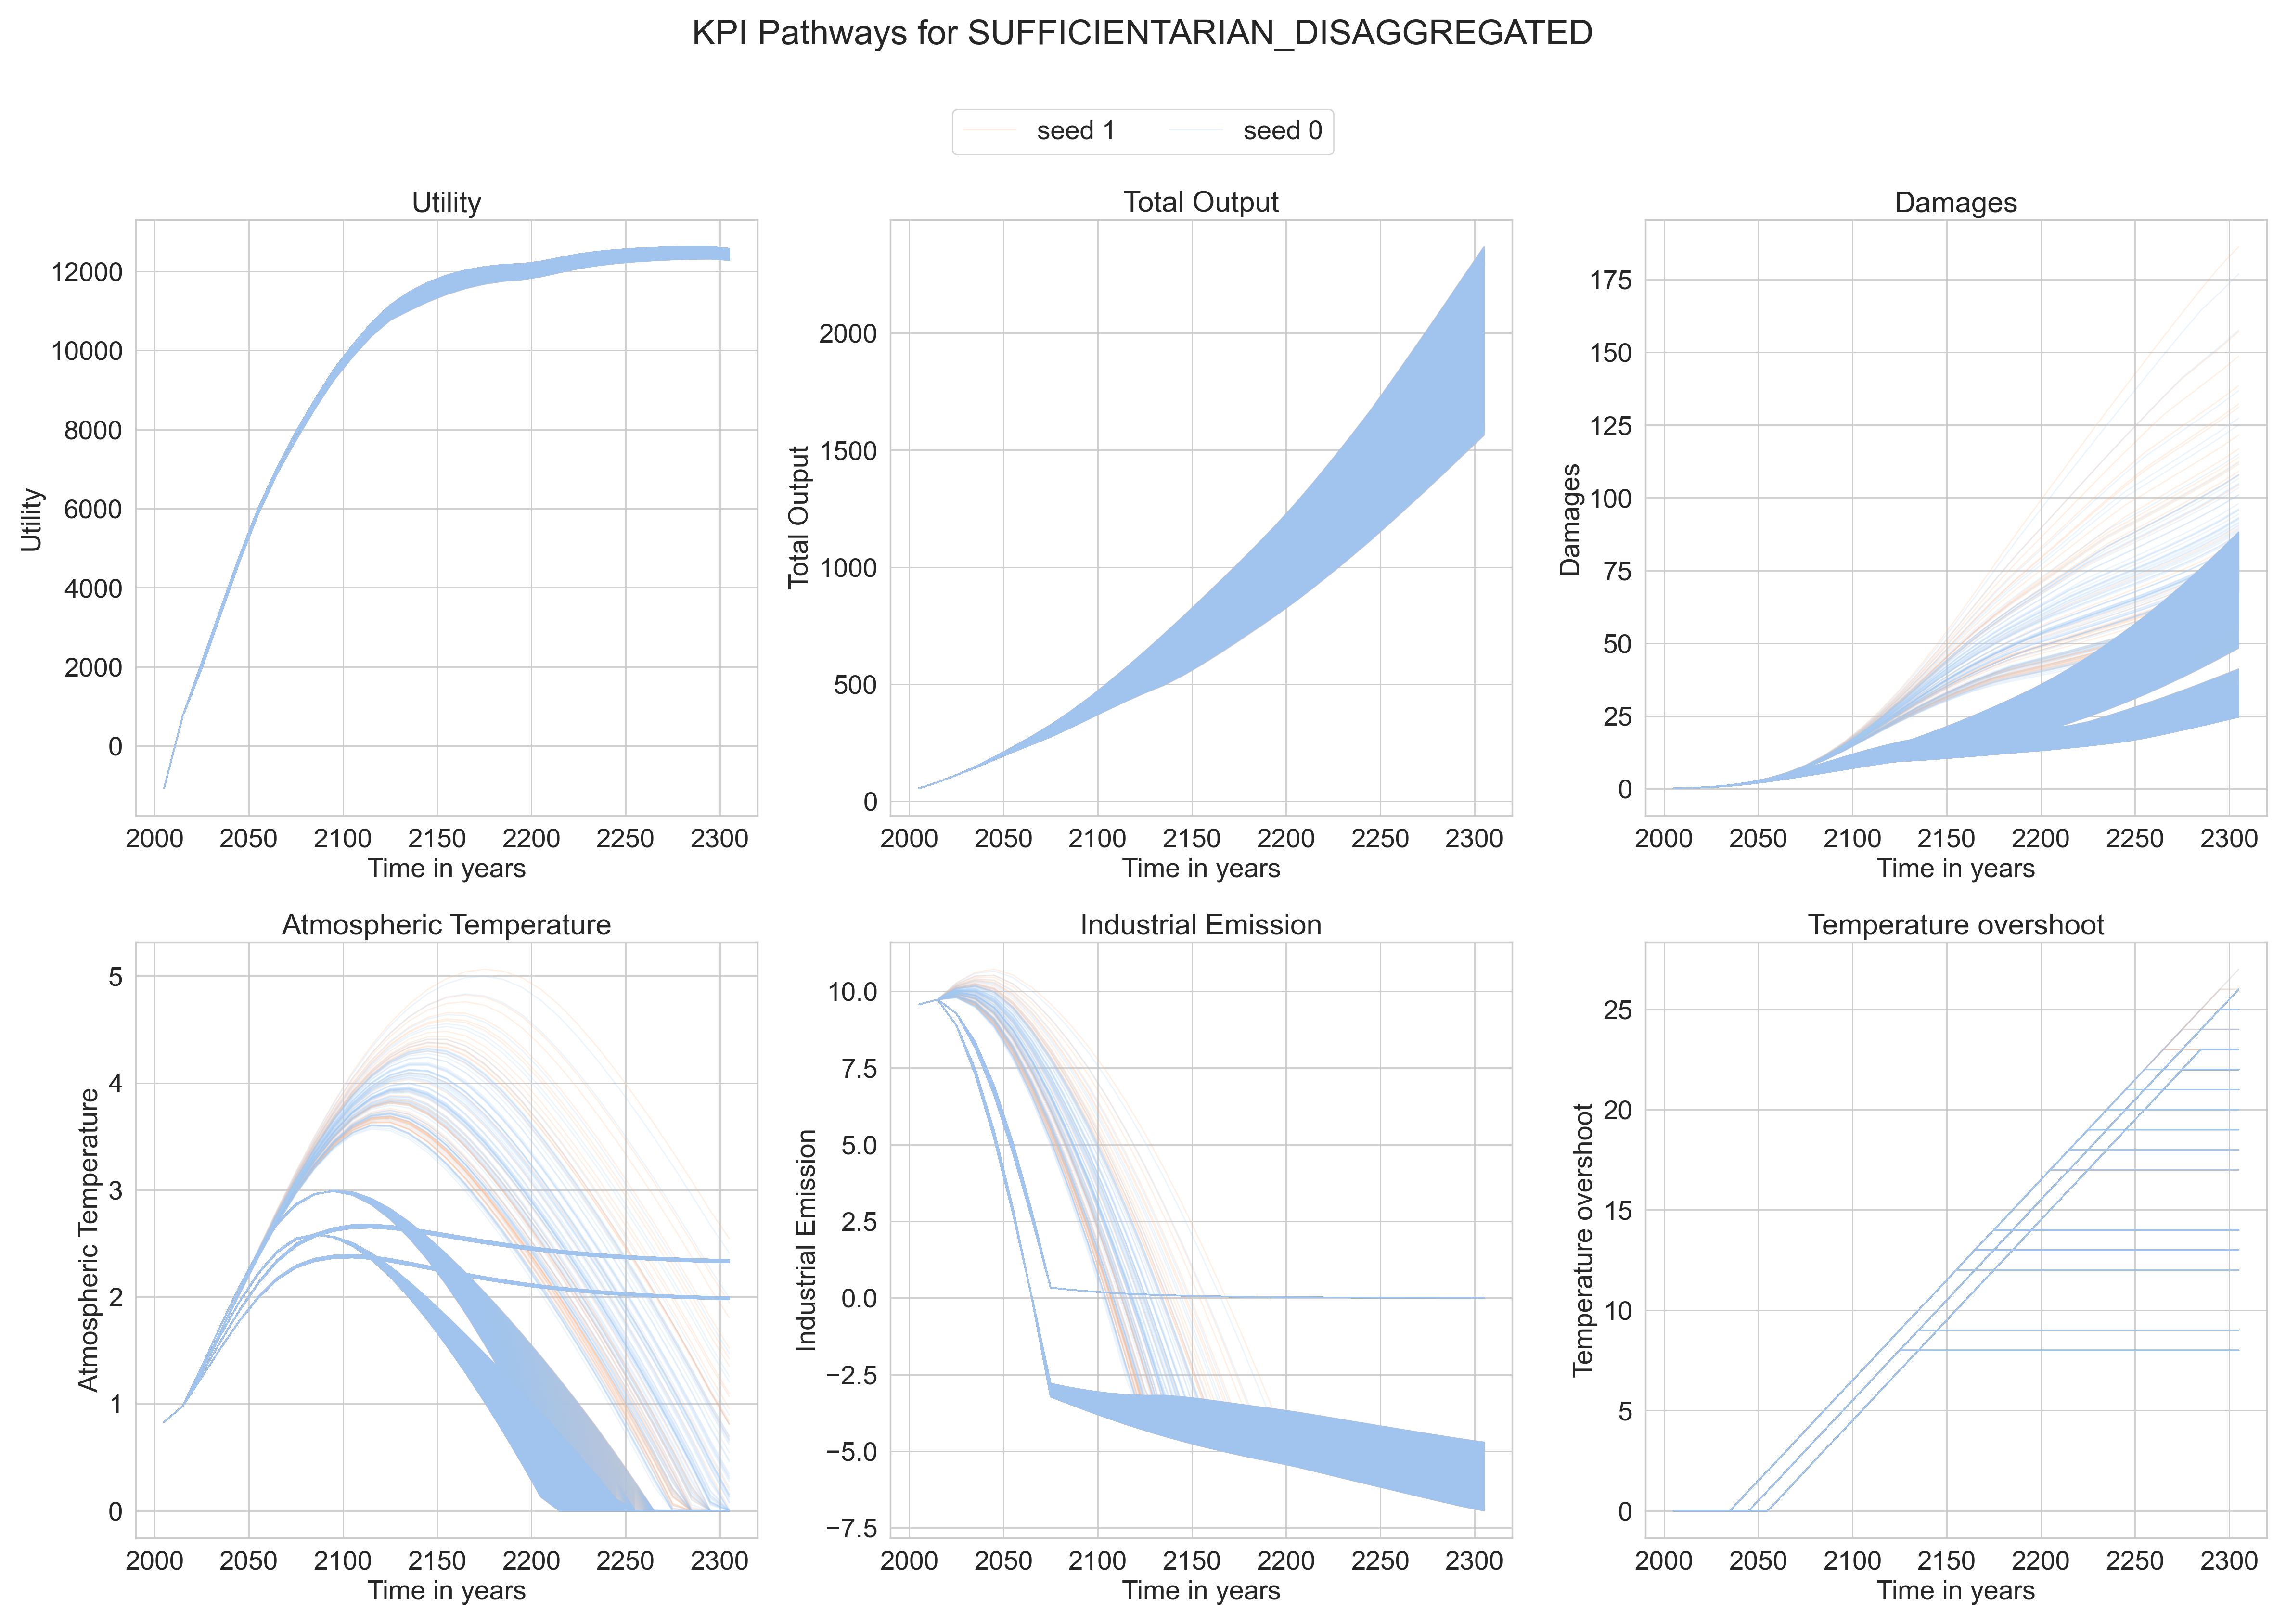 KPI Pathways for SUFFICIENTARIAN_DISAGGREGATED
seed 1 seed 0
Utility
Utility
12000
10000
8000
6000
4000
2000
0
2000 2050 2100 2150 2200 2250 2300
Time in years
Total Output
Total Output
2000
1500
1000
500
0
2000 2050 2100 2150 2200 2250 2300
Time in years
Damages
Damages
175
150
125
100
75
50
25
0
2000 2050 2100 2150 2200 2250 2300
Time in years
Atmospheric Temperature
Atmospheric Temperature
5
4
3
2
1
0
2000 2050 2100 2150 2200 2250 2300
Time in years
Industrial Emission
Industrial Emission
10.0
7.5
5.0
2.5
0.0
−2.5
−5.0
−7.5
2000 2050 2100 2150 2200 2250 2300
Time in years
Temperature overshoot
Temperature overshoot
25
20
15
10
5
0
2000 2050 2100 2150 2200 2250 2300
Time in years